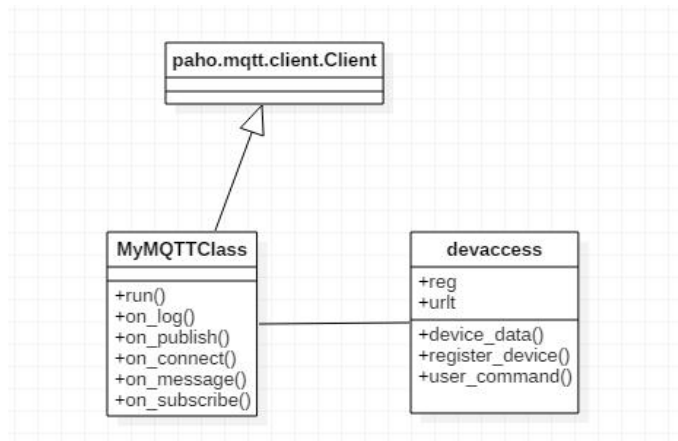 paho.mqtt.client.Client
MyMQTTClass
+run()
+on_log()
+on_publish()
+on_connect()
+on_message()
+on_subscribe()
devaccess
+reg
+urlt
+device_data()
+register_device()
+user_command()